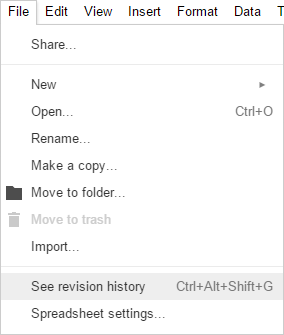 File Edit View Insert Format Data T
Share...
New
Open... Ctrl+O
Rename...
Make a copy...
Move to folder...
Move to trash
Import...
See revision history Ctrl+Alt+Shift+G
Spreadsheet settings...